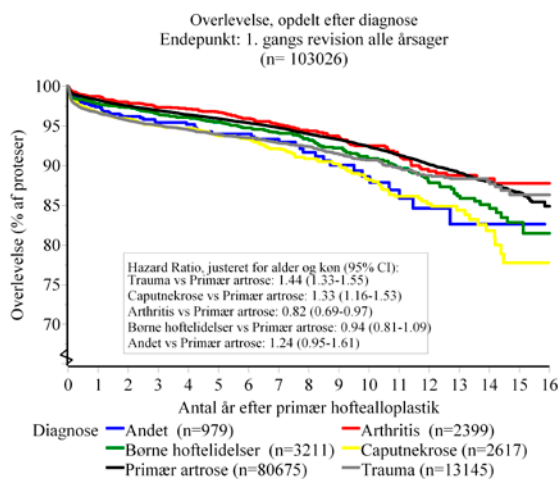 Overlevelse, opdelt efter diagnose
Endepunkt: 1. gangs revision alle årsager
(n= 103026)
Overlevelse (% af proteser)
100
95
90
85
80
75
70
Hazard Ratio, justeret for alder og køn (95% CI):
Trauma vs Primær artrose: 1.44 (1.33-1.55)
Caputnekrose vs Primær artrose: 1.33 (1.16-1.53)
Arthritis vs Primær artrose: 0.82 (0.69-0.97)
Børne hoftelidelser vs Primær artrose: 0.94 (0.81-1.09)
Andet vs Primær artrose: 1.24 (0.95-1.61)
0 1 2 3 4 5 6 7 8 9 10 11 12 13 14 15 16
Antal år efter primær hoftealloplastik
Diagnose Andet (n=979) Arthritis (n=2399)
Børne hoftelidelser (n=3211) Caputnekrose (n=2617)
Primær artrose (n=80675) Trauma (n=13145)